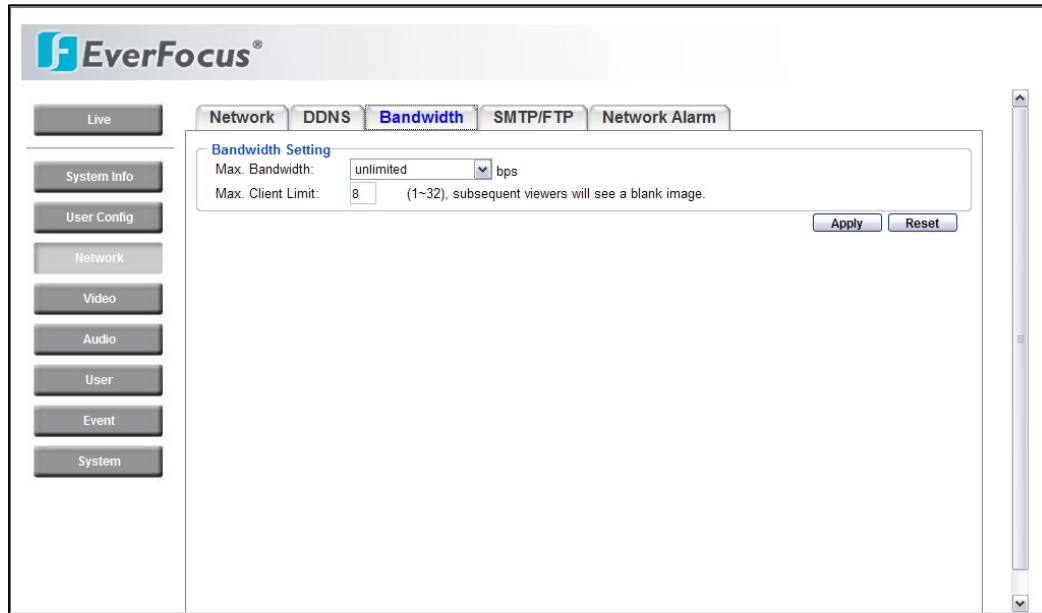 EverFocus®
Live
System Info
User Config
Network
Video
Audio
User
Event
System
Network DDNS Bandwidth SMTP/FTP Network Alarm
Bandwidth Setting
Max. Bandwidth: unlimited bps
Max. Client Limit: 8 (1~32), subsequent viewers will see a blank image.
Apply Reset